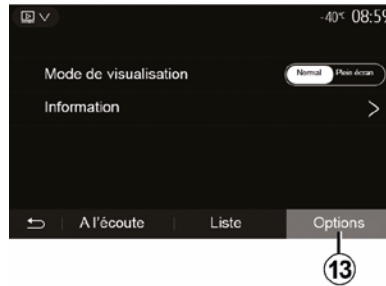 -40°C 08:59
Mode de visualisation Normal Plein écran
Information
A l'écoute Liste Options
13